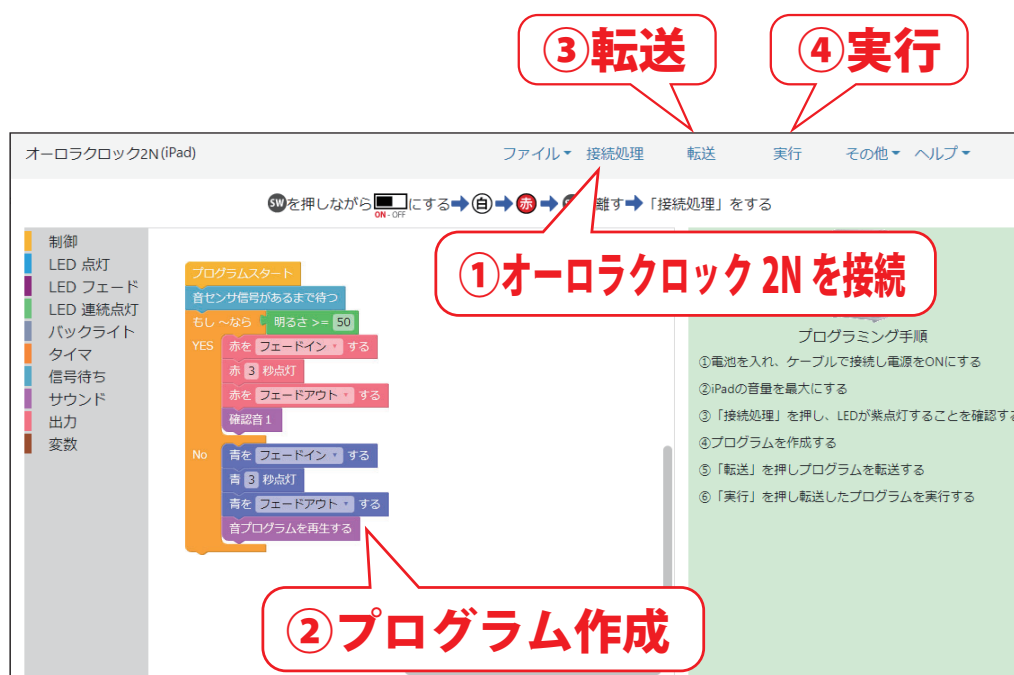 ③転送
④実行
オーロラクロック2N(iPad)
ファイル 接続処理 転送 実行 その他 ヘルプ
SWを押しながら ON - OFF にする 白 赤 離す 「接続処理」をする
①オーロラクロック 2N を接続
制御
LED 点灯
LED フェード
LED 連続点灯
バックライト
タイマ
信号待ち
サウンド
出力
変数
プログラムスタート
音センサ信号があるまで待つ
もし ~なら 明るさ >= 50
YES 赤を フェードイン する
赤 3 秒点灯
赤を フェードアウト する
確認音 1
No 青を フェードイン する
青 3 秒点灯
青を フェードアウト する
音プログラムを再生する
プログラミング手順
①電池を入れ、ケーブルで接続し電源をONにする
②iPadの音量を最大にする
③「接続処理」を押し、LEDが紫点灯することを確認する
④プログラムを作成する
⑤「転送」を押しプログラムを転送する
⑥「実行」を押し転送したプログラムを実行する
②プログラム作成